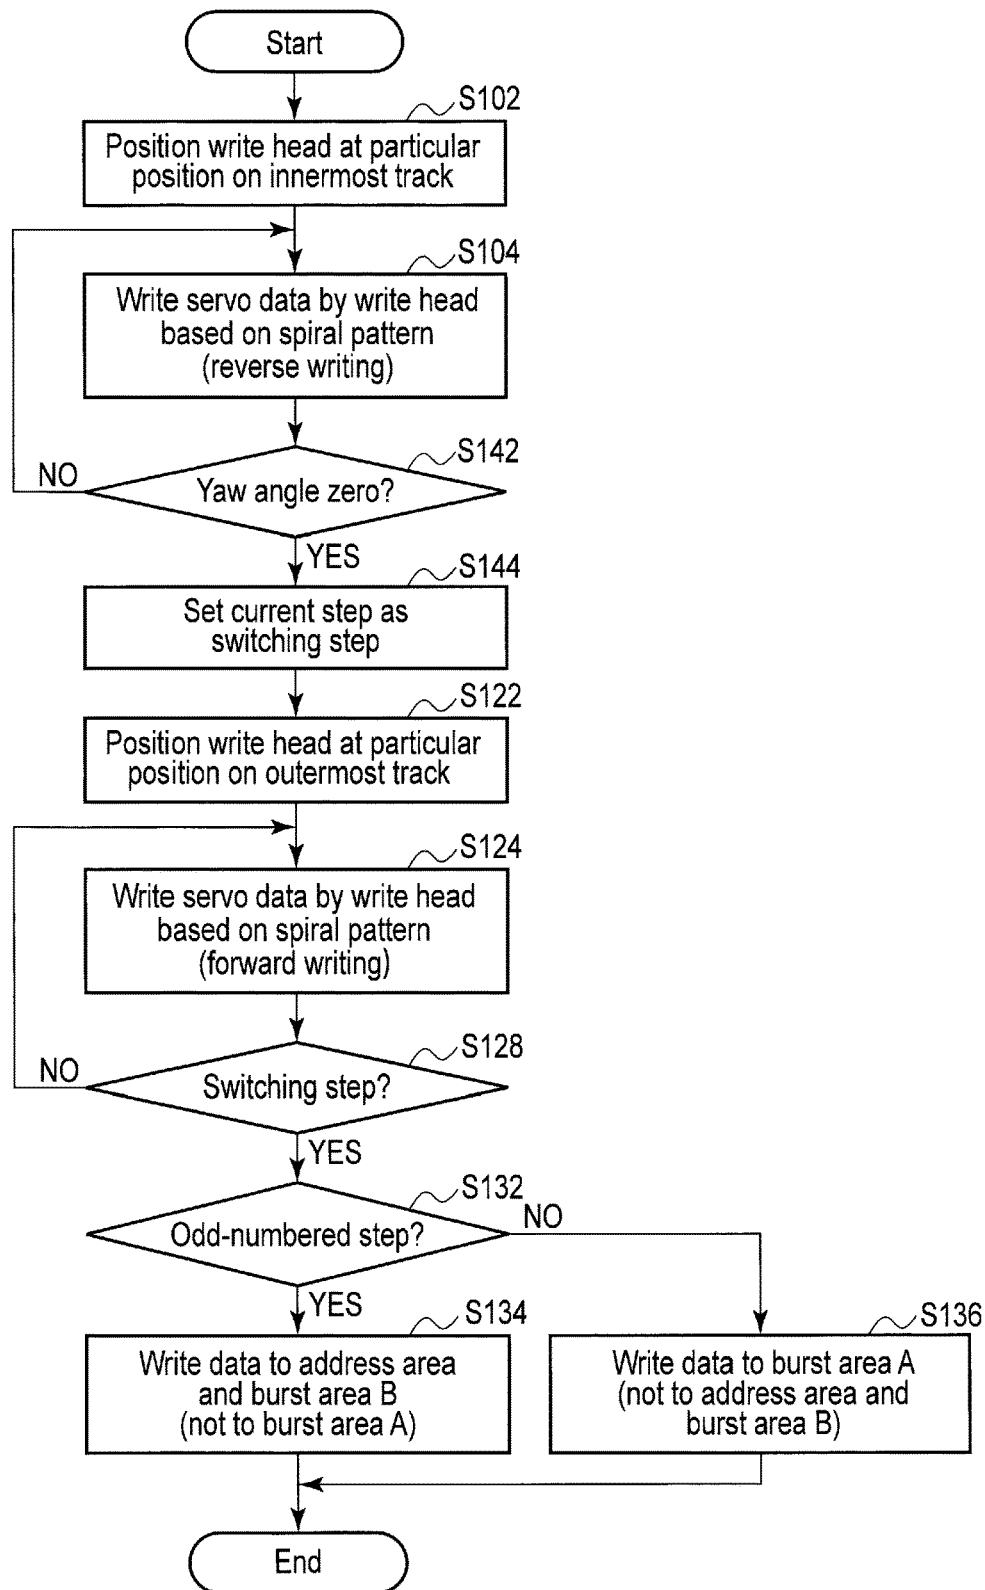 Start
S102
Position write head at particular
position on innermost track
S104
Write servo data by write head
based on spiral pattern
(reverse writing)
S142
NO
Yaw angle zero?
YES
S144
Set current step as
switching step
S122
Position write head at particular
position on outermost track
S124
Write servo data by write head
based on spiral pattern
(forward writing)
S128
NO
Switching step?
YES
S132
Odd-numbered step?
NO
YES
S134
Write data to address area
and burst area B
(not to burst area A)
S136
Write data to burst area A
(not to address area and
burst area B)
End